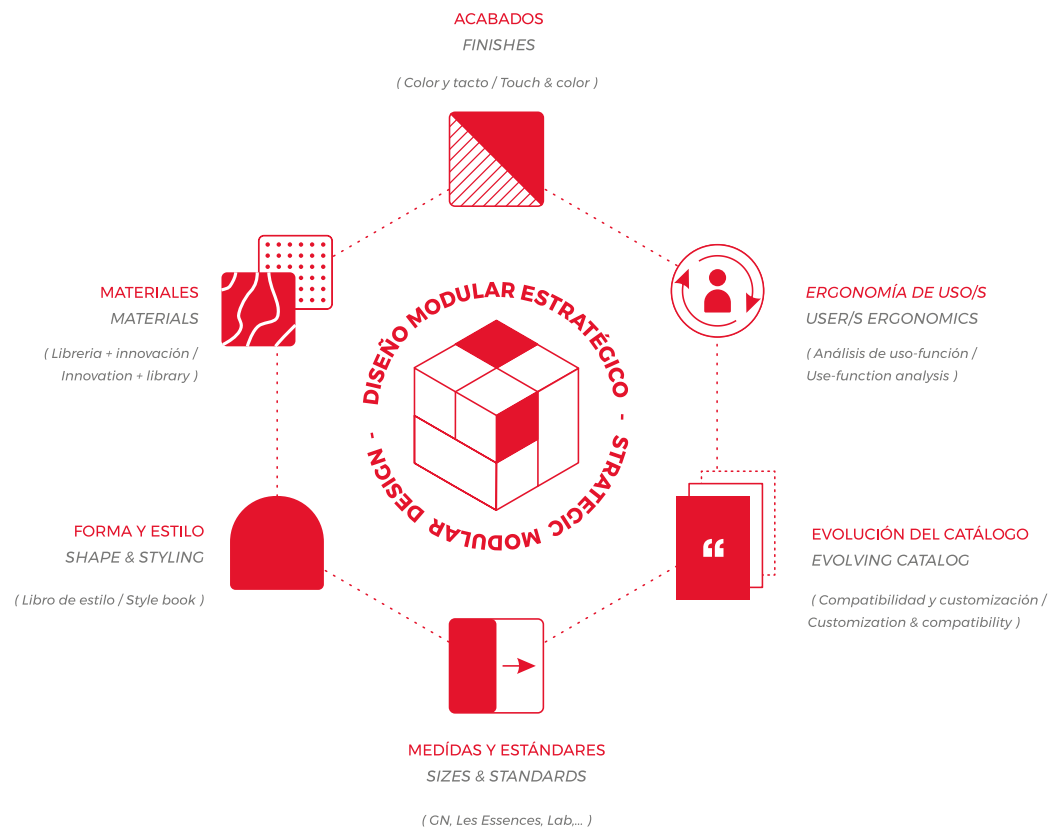 ACABADOS
FINISHES
( Color y tacto / Touch & color )
MATERIALES
MATERIALS
( Libreria + innovación /
Innovation + library )
ERGONOMÍA DE USO/S
USER/S ERGONOMICS
( Análisis de uso-función /
Use-function analysis )
DISEÑO MODULAR ESTRATÉGICO - STRATEGIC MODULAR DESIGN -
FORMA Y ESTILO
SHAPE & STYLING
( Libro de estilo / Style book )
“
EVOLUCIÓN DEL CATÁLOGO
EVOLVING CATALOG
( Compatibilidad y customización /
Customization & compatibility )
MEDÍDAS Y ESTÁNDARES
SIZES & STANDARDS
( GN, Les Essences, Lab,... )